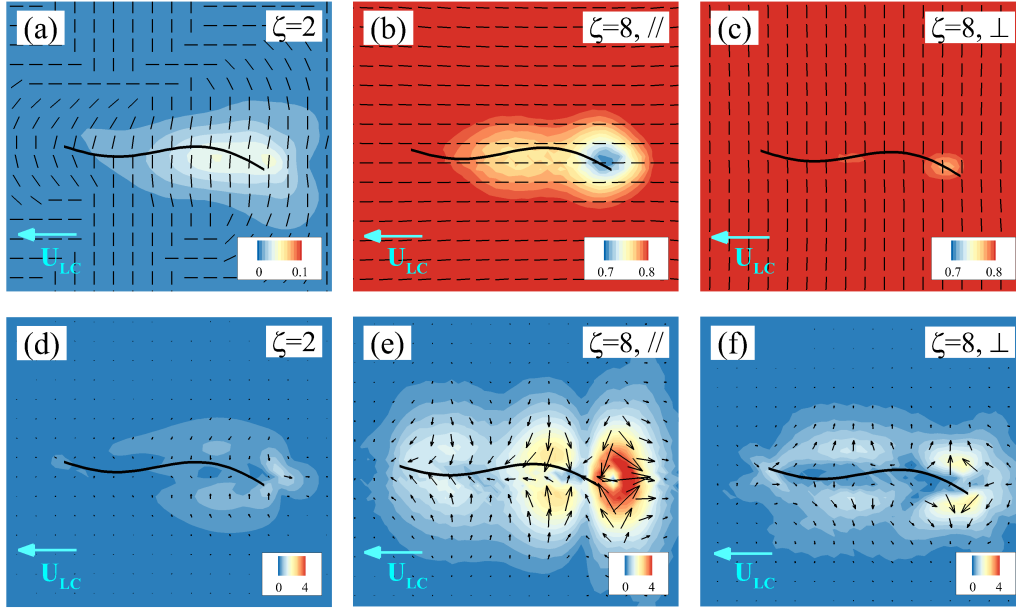 (a) ζ=2
U_LC
0 0.1
(b) ζ=8, //
U_LC
0.7 0.8
(c) ζ=8, ⊥
U_LC
0.7 0.8
(d) ζ=2
U_LC
0 4
(e) ζ=8, //
U_LC
0 4
(f) ζ=8, ⊥
U_LC
0 4